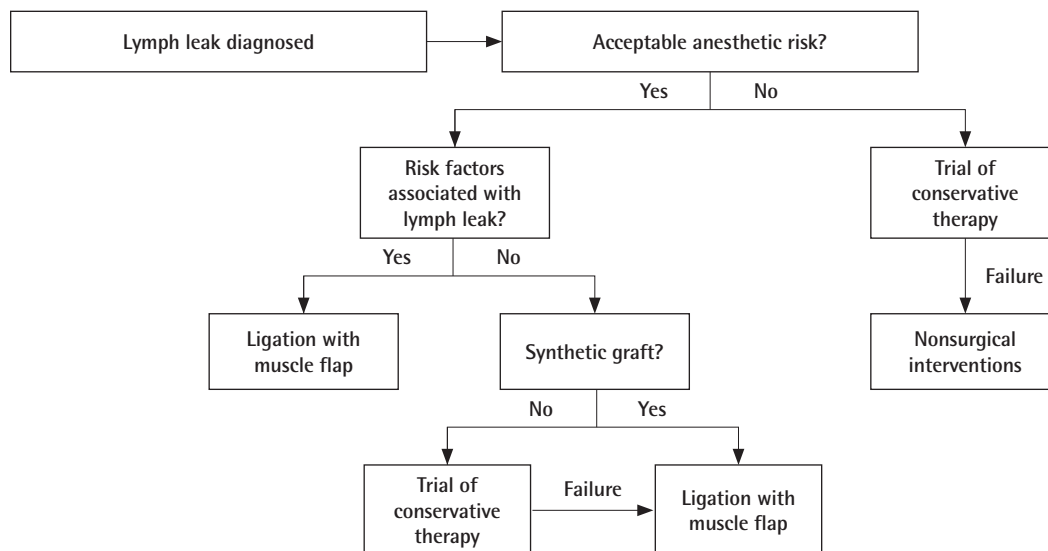 Lymph leak diagnosed
Acceptable anesthetic risk?
Yes
No
Risk factors
associated with
lymph leak?
Trial of
conservative
therapy
Yes
No
Failure
Ligation with
muscle flap
Synthetic graft?
Nonsurgical
interventions
No
Yes
Trial of
conservative
therapy
Failure
Ligation with
muscle flap